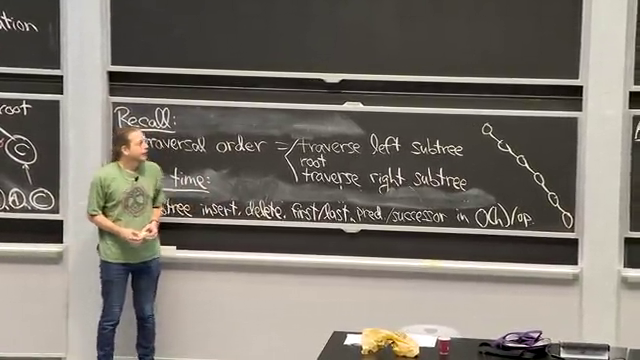 ation
root
C
A, C
Recall:
traversal order = traverse left subtree
root
traverse right subtree
time:
tree insert, delete, first/last, pred./successor in O(h)/op.